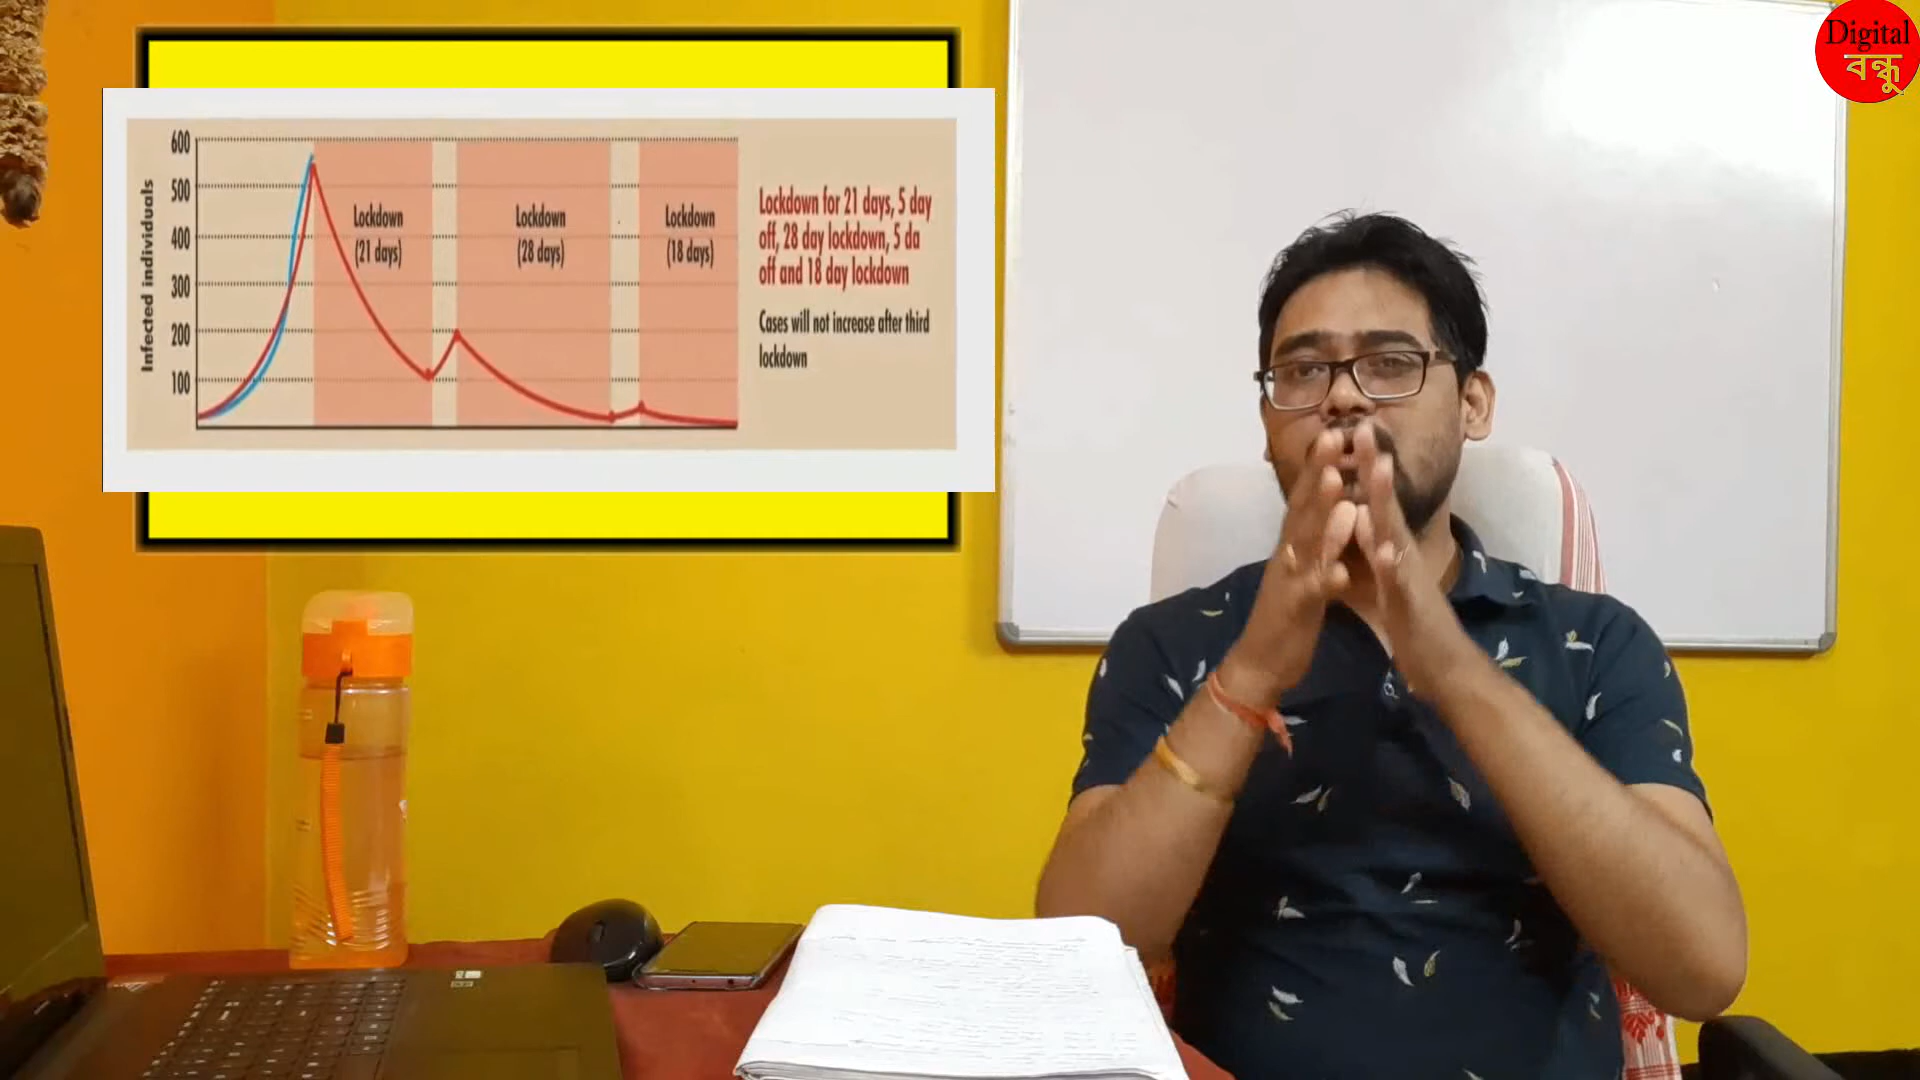 Digital
বন্ধু
600
500
400
300
200
100
Infected individuals
Lockdown
(21 days)
Lockdown
(28 days)
Lockdown
(18 days)
Lockdown for 21 days, 5 day
off, 28 day lockdown, 5 da
off and 18 day lockdown
Cases will not increase after third
lockdown